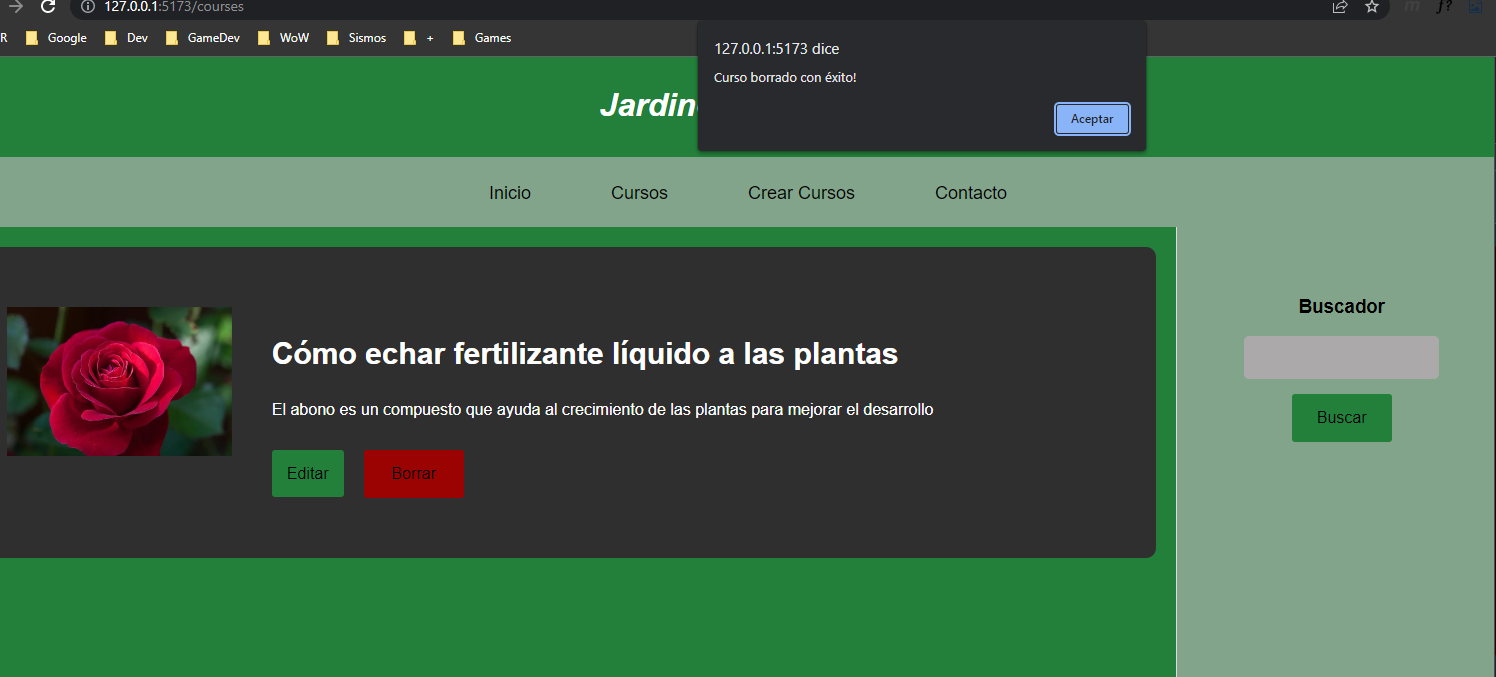 127.0.0.1:5173/courses
R Google Dev GameDev WoW Sismos + Games
127.0.0.1:5173 dice
Curso borrado con éxito!
Aceptar
Jardin
Inicio Cursos Crear Cursos Contacto
Cómo echar fertilizante líquido a las plantas
El abono es un compuesto que ayuda al crecimiento de las plantas para mejorar el desarrollo
Editar Borrar
Buscador
Buscar